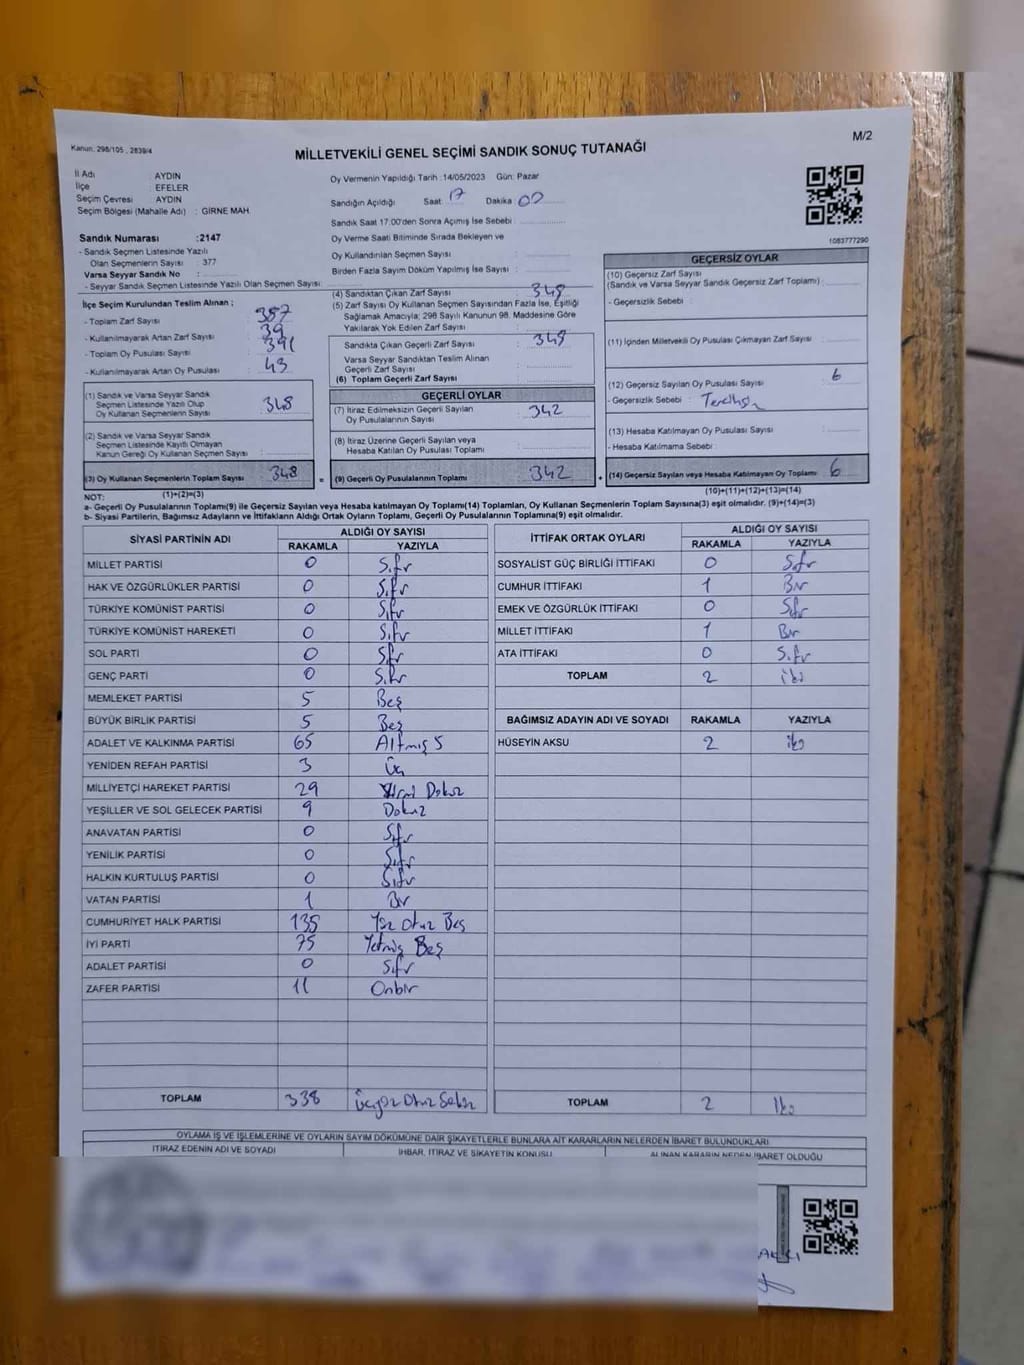 Kanun, 298/105 , 2839/4
M/2
MİLLETVEKİLİ GENEL SEÇİMİ SANDIK SONUÇ TUTANAĞI
İl Adı AYDIN
İlçe : EFELER
Seçim Çevresi AYDIN
Seçim Bölgesi (Mahalle Adı) : GİRNE MAH
Oy Vermenin Yapıldığı Tarih :14/05/2023 Gün: Pazar
Sandığın Açıldığı Saat : 17 Dakika : 00
Sandık Saat 17:00'den Sonra Açımış İse Sebebi :
Sandık Numarası :2147
- Sandık Seçmen Listesinde Yazılı
Olan Seçmenlerin Sayısı : 377
Varsa Seyyar Sandık No :
- Seyyar Sandık Seçmen Listesinde Yazılı Olan Seçmen Sayısı :
Oy Verme Saati Bitiminde Sırada Bekleyen ve
Oy Kullandırılan Seçmen Sayısı :
Birden Fazla Sayım Döküm Yapılmış İse Sayısı :
1083777290
İlçe Seçim Kurulundan Teslim Alınan ;
- Toplam Zarf Sayısı : 387
- Kullanılmayarak Artan Zarf Sayısı : 39
- Toplam Oy Pusulası Sayısı : 391
- Kullanılmayarak Artan Oy Pusulası : 43
(1) Sandık ve Varsa Seyyar Sandık
Seçmen Listesinde Yazılı Olup
Oy Kullanan Seçmenlerin Sayısı : 348
(2) Sandık ve Varsa Seyyar Sandık
Seçmen Listesinde Kayıtlı Olmayan
Kanun Gereği Oy Kullanan Seçmen Sayısı :
(3) Oy Kullanan Seçmenlerin Toplam Sayısı : 348
(1)+(2)=(3)
(4) Sandıktan Çıkan Zarf Sayısı : 348
(5) Zarf Sayısı Oy Kullanan Seçmen Sayısından Fazla İse, Eşitliği
Sağlamak Amacıyla; 298 Sayılı Kanunun 98. Maddesine Göre
Yakılarak Yok Edilen Zarf Sayısı :
Sandıkta Çıkan Geçerli Zarf Sayısı : 348
Varsa Seyyar Sandıktan Teslim Alınan
Geçerli Zarf Sayısı :
(6) Toplam Geçerli Zarf Sayısı :
GEÇERLİ OYLAR
(7) İtiraz Edilmeksizin Geçerli Sayılan
Oy Pusulalarının Sayısı : 342
(8) İtiraz Üzerine Geçerli Sayılan veya
Hesaba Katılan Oy Pusulası Toplamı :
= (9) Geçerli Oy Pusulalarının Toplamı : 342 +
GEÇERSİZ OYLAR
(10) Geçersiz Zarf Sayısı
(Sandık ve Varsa Seyyar Sandık Geçersiz Zarf Toplamı) :
- Geçersizlik Sebebi :
(11) İçinden Milletvekili Oy Pusulası Çıkmayan Zarf Sayısı :
(12) Geçersiz Sayılan Oy Pusulası Sayısı : 6
- Geçersizlik Sebebi :
(13) Hesaba Katılmayan Oy Pusulası Sayısı :
- Hesaba Katılmama Sebebi :
(14) Geçersiz Sayılan veya Hesaba Katılmayan Oy Toplamı : 6
(10)+(11)+(12)+(13)=(14)
NOT:
a- Geçerli Oy Pusulalarının Toplamı(9) ile Geçersiz Sayılan veya Hesaba Katılmayan Oy Toplamı(14) Toplamları, Oy Kullanan Seçmenlerin Toplam Sayısına(3) eşit olmalıdır. (9)+(14)=(3)
b- Siyasi Partilerin, Bağımsız Adayların ve İttifakların Aldığı Ortak Oyların Toplamı, Geçerli Oy Pusulalarının Toplamına(9) eşit olmalıdır.
SİYASİ PARTİNİN ADI ALDIĞI OY SAYISI
RAKAMLA YAZIYLA
MİLLET PARTİSİ 0 Sıfır
HAK VE ÖZGÜRLÜKLER PARTİSİ 0 Sıfır
TÜRKİYE KOMÜNİST PARTİSİ 0 Sıfır
TÜRKİYE KOMÜNİST HAREKETİ 0 Sıfır
SOL PARTİ 0 Sıfır
GENÇ PARTİ 0 Sıfır
MEMLEKET PARTİSİ 5 Beş
BÜYÜK BİRLİK PARTİSİ 5 Beş
ADALET VE KALKINMA PARTİSİ 65 Altmış 5
YENİDEN REFAH PARTİSİ 3 Üç
MİLLİYETÇİ HAREKET PARTİSİ 29 Yirmi Dokuz
YEŞİLLER VE SOL GELECEK PARTİSİ 9 Dokuz
ANAVATAN PARTİSİ 0 Sıfır
YENİLİK PARTİSİ 0 Sıfır
HALKIN KURTULUŞ PARTİSİ 0 Sıfır
VATAN PARTİSİ 1 Bir
CUMHURİYET HALK PARTİSİ 135 Yüz Otuz Beş
İYİ PARTİ 75 Yetmiş Beş
ADALET PARTİSİ 0 Sıfır
ZAFER PARTİSİ 11 Onbir
TOPLAM 338 Üçyüz Otuz Sekiz
İTTİFAK ORTAK OYLARI ALDIĞI OY SAYISI
RAKAMLA YAZIYLA
SOSYALİST GÜÇ BİRLİĞİ İTTİFAKI 0 Sıfır
CUMHUR İTTİFAKI 1 Bir
EMEK VE ÖZGÜRLÜK İTTİFAKI 0 Sıfır
MİLLET İTTİFAKI 1 Bir
ATA İTTİFAKI 0 Sıfır
TOPLAM 2 iki
BAĞIMSIZ ADAYIN ADI VE SOYADI RAKAMLA YAZIYLA
HÜSEYİN AKSU 2 iki
TOPLAM 2 İki
OYLAMA İŞ VE İŞLEMLERİNE VE OYLARIN SAYIM DÖKÜMÜNE DAİR ŞİKAYETLERLE BUNLARA AİT KARARLARIN NELERDEN İBARET BULUNDUKLARI
İTİRAZ EDENİN ADI VE SOYADI İHBAR, İTİRAZ VE ŞİKAYETİN KONUSU ALINAN KARARIN NEDEN İBARET OLDUĞU